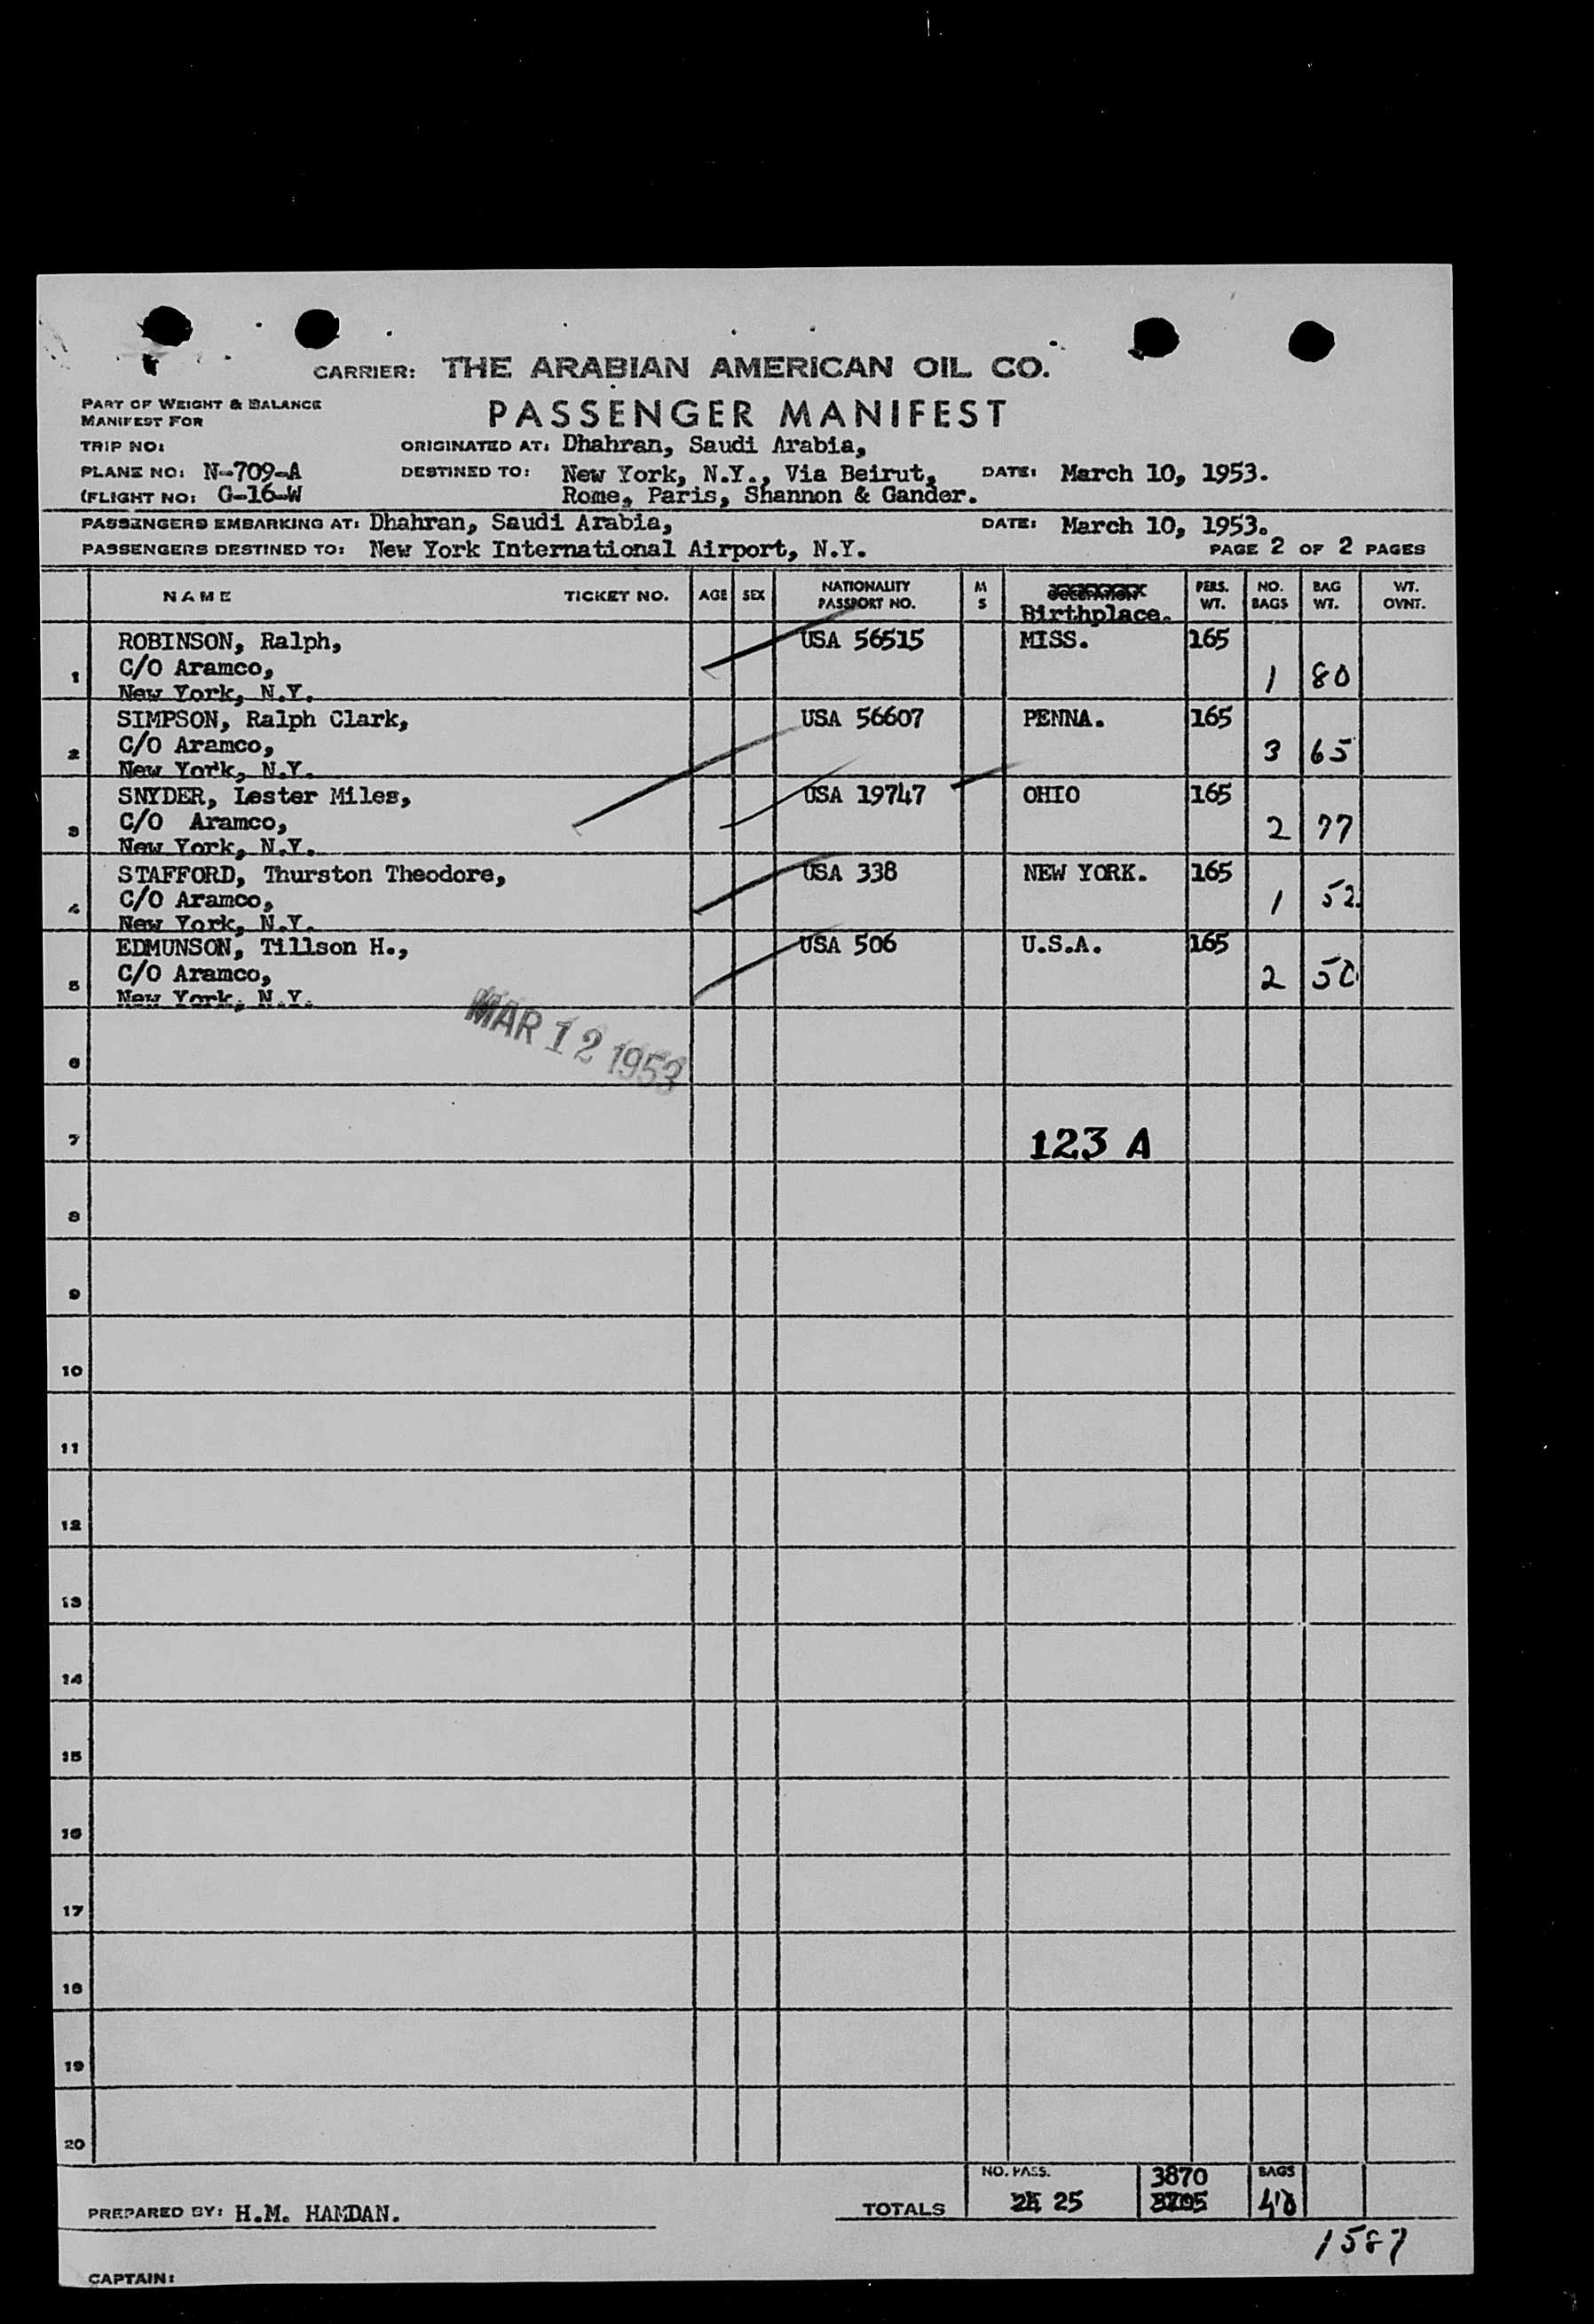 CARRIER: THE ARABIAN AMERICAN OIL CO.
PART OF WEIGHT & BALANCE
MANIFEST FOR
PASSENGER MANIFEST
TRIP NO:
ORIGINATED AT: Dhahran, Saudi Arabia,
PLANE NO: N-709-A
DESTINED TO: New York, N.Y., Via Beirut, DATE: March 10, 1953.
(FLIGHT NO: G-16-W
Rome, Paris, Shannon & Gander.
PASSENGERS EMBARKING AT: Dhahran, Saudi Arabia, DATE: March 10, 1953.
PASSENGERS DESTINED TO: New York International Airport, N.Y. PAGE 2 OF 2 PAGES
NAME TICKET NO. AGE SEX NATIONALITY PASSPORT NO. M S Birthplace. PERS. WT. NO. BAGS BAG WT. WT. OVNT.
ROBINSON, Ralph, USA 56515 MISS. 165
1 C/O Aramco, 1 80
New York, N.Y.
SIMPSON, Ralph Clark, USA 56607 PENNA. 165
2 C/O Aramco, 3 65
New York, N.Y.
SNYDER, Lester Miles, USA 19747 OHIO 165
3 C/O Aramco, 2 77
New York, N.Y.
STAFFORD, Thurston Theodore, USA 338 NEW YORK. 165
4 C/O Aramco, 1 52
New York, N.Y.
EDMUNSON, Tillson H., USA 506 U.S.A. 165
5 C/O Aramco, 2 50
New York, N.Y.
MAR 12 1953
6
7 123 A
8
9
10
11
12
13
14
15
16
17
18
19
20
NO. PASS. 3870 BAGS
PREPARED BY: H.M. HAMDAN. TOTALS 25
1587
CAPTAIN: